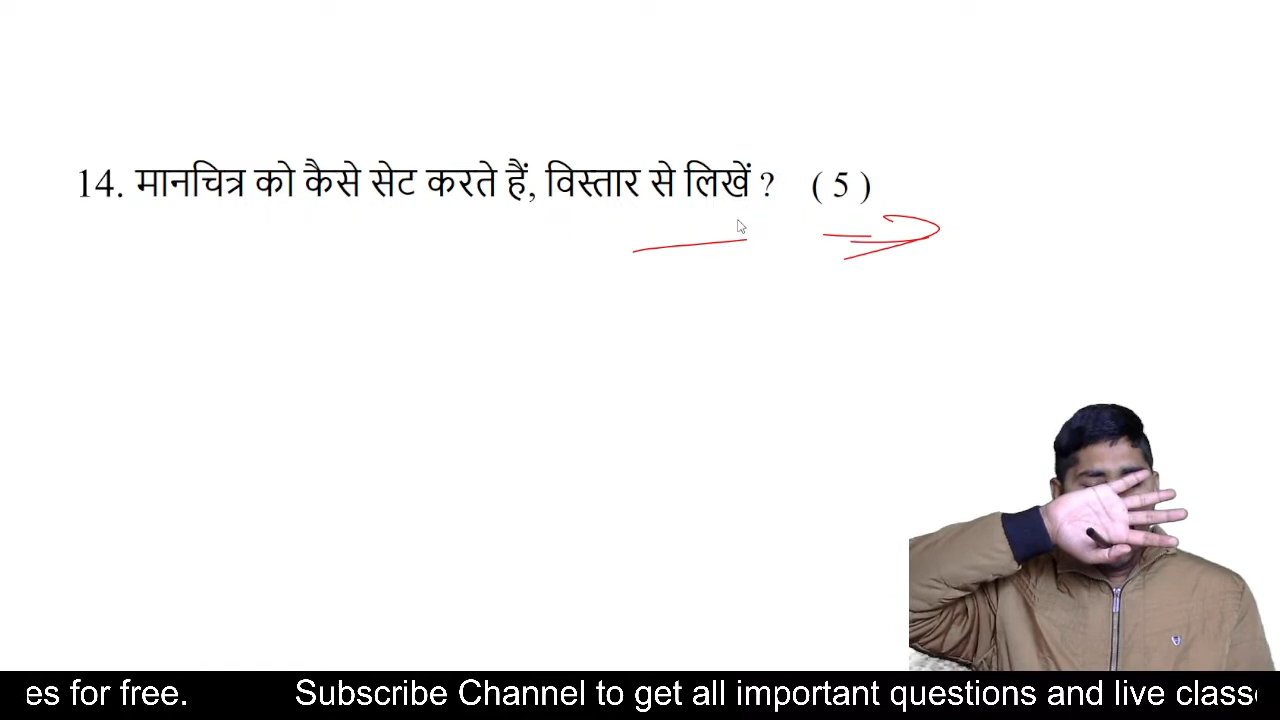 14. मानचित्र को कैसे सेट करते हैं, विस्तार से लिखें ? ( 5 )
es for free. Subscribe Channel to get all important questions and live class